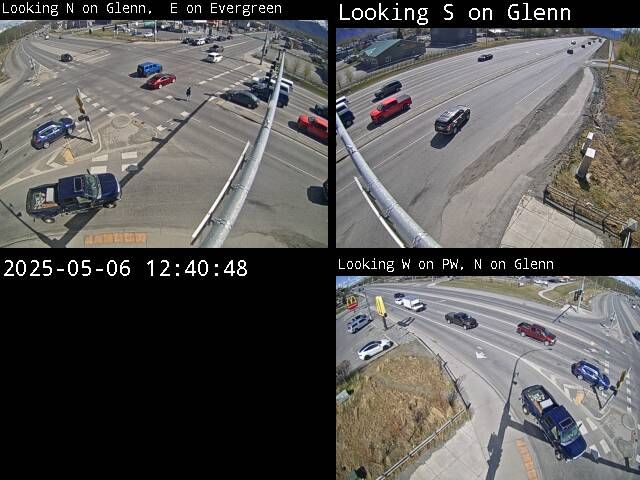 Looking N on Glenn,  E on Evergreen
Looking S on Glenn
2025-05-06 12:40:48
Looking W on PW, N on Glenn